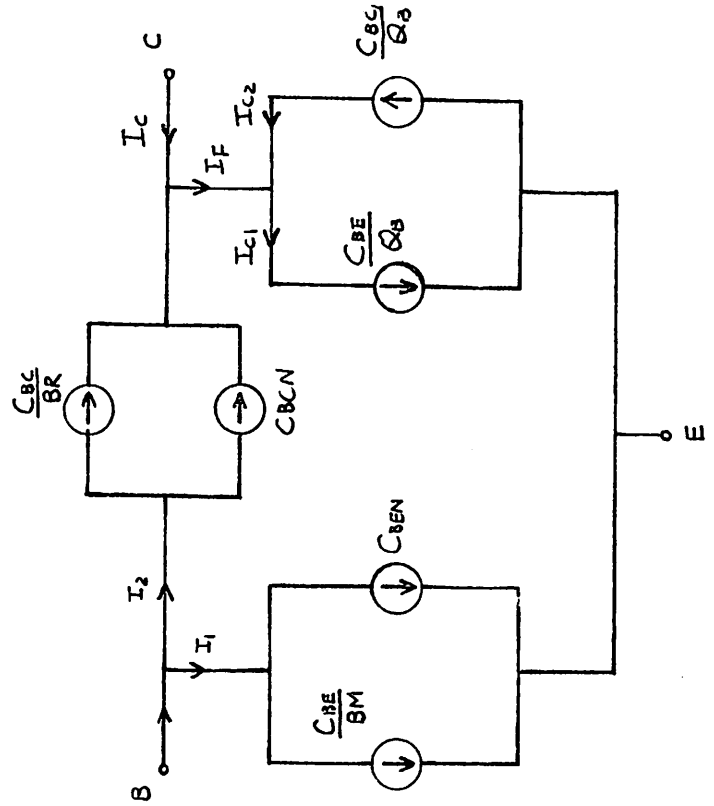 C_BC
BR
CBCN
I_C
C
I_F
I_C1
I_C2
C_BE
Q_B
C_BC
Q_B
B
I_2
I_1
C_BE
BM
C_BEN
E